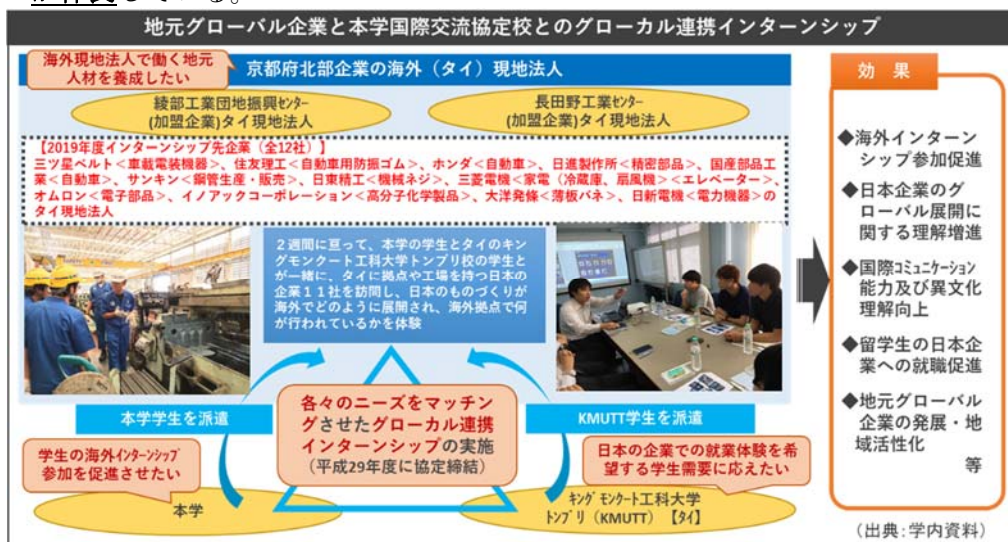 している。
地元グローバル企業と本学国際交流協定校とのグローカル連携インターンシップ
海外現地法人で働く地元
人材を養成したい
京都府北部企業の海外（タイ）現地法人
綾部工業団地振興ｾﾝﾀｰ
(加盟企業)タイ現地法人
長田野工業ｾﾝﾀｰ
(加盟企業)タイ現地法人
【2019年度インターンシップ先企業（全12社）】
三ツ星ベルト＜車載電装機器＞、住友理工＜自動車用防振ゴム＞、ホンダ＜自動車＞、日進製作所＜精密部品＞、国産部品工
業＜自動車＞、サンキン＜鋼管生産・販売＞、日東精工＜機械ネジ＞、三菱電機＜家電（冷蔵庫、扇風機＞＜エレベーター＞、
オムロン＜電子部品＞、イノアックコーポレーション＜高分子化学製品＞、大洋発條＜薄板バネ＞、日新電機＜電力機器＞の
タイ現地法人
２週間に亘って、本学の学生とタイのキン
グモンクート工科大学トンブリ校の学生と
が一緒に、タイに拠点や工場を持つ日本の
企業１１社を訪問し、日本のものづくりが
海外でどのように展開され、海外拠点で何
が行われているかを体験
本学学生を派遣
KMUTT学生を派遣
各々のニーズをマッチン
グさせたグローカル連携
インターンシップの実施
（平成29年度に協定締結）
学生の海外ｲﾝﾀｰﾝｼｯﾌﾟ
参加を促進させたい
日本の企業での就業体験を希
望する学生需要に応えたい
本学
ｷﾝｸﾞﾓﾝｸｰﾄ工科大学
ﾄﾝﾌﾞﾘ（KMUTT）【ﾀｲ】
効果
◆海外インターン
シップ参加促進
◆日本企業のグ
ローバル展開に
関する理解増進
◆国際ｺﾐｭﾆｹｰｼｮﾝ
能力及び異文化
理解向上
◆留学生の日本企
業への就職促進
◆地元グローバル
企業の発展・地
域活性化
等
（出典：学内資料）